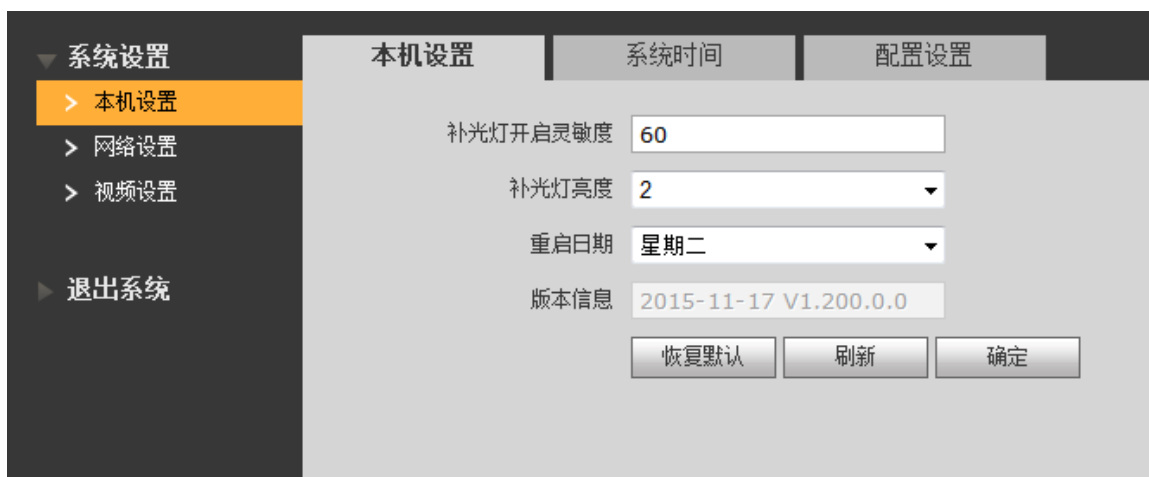 系统设置
本机设置
网络设置
视频设置
退出系统
本机设置 系统时间 配置设置
补光灯开启灵敏度 60
补光灯亮度 2
重启日期 星期二
版本信息 2015-11-17 V1.200.0.0
恢复默认 刷新 确定